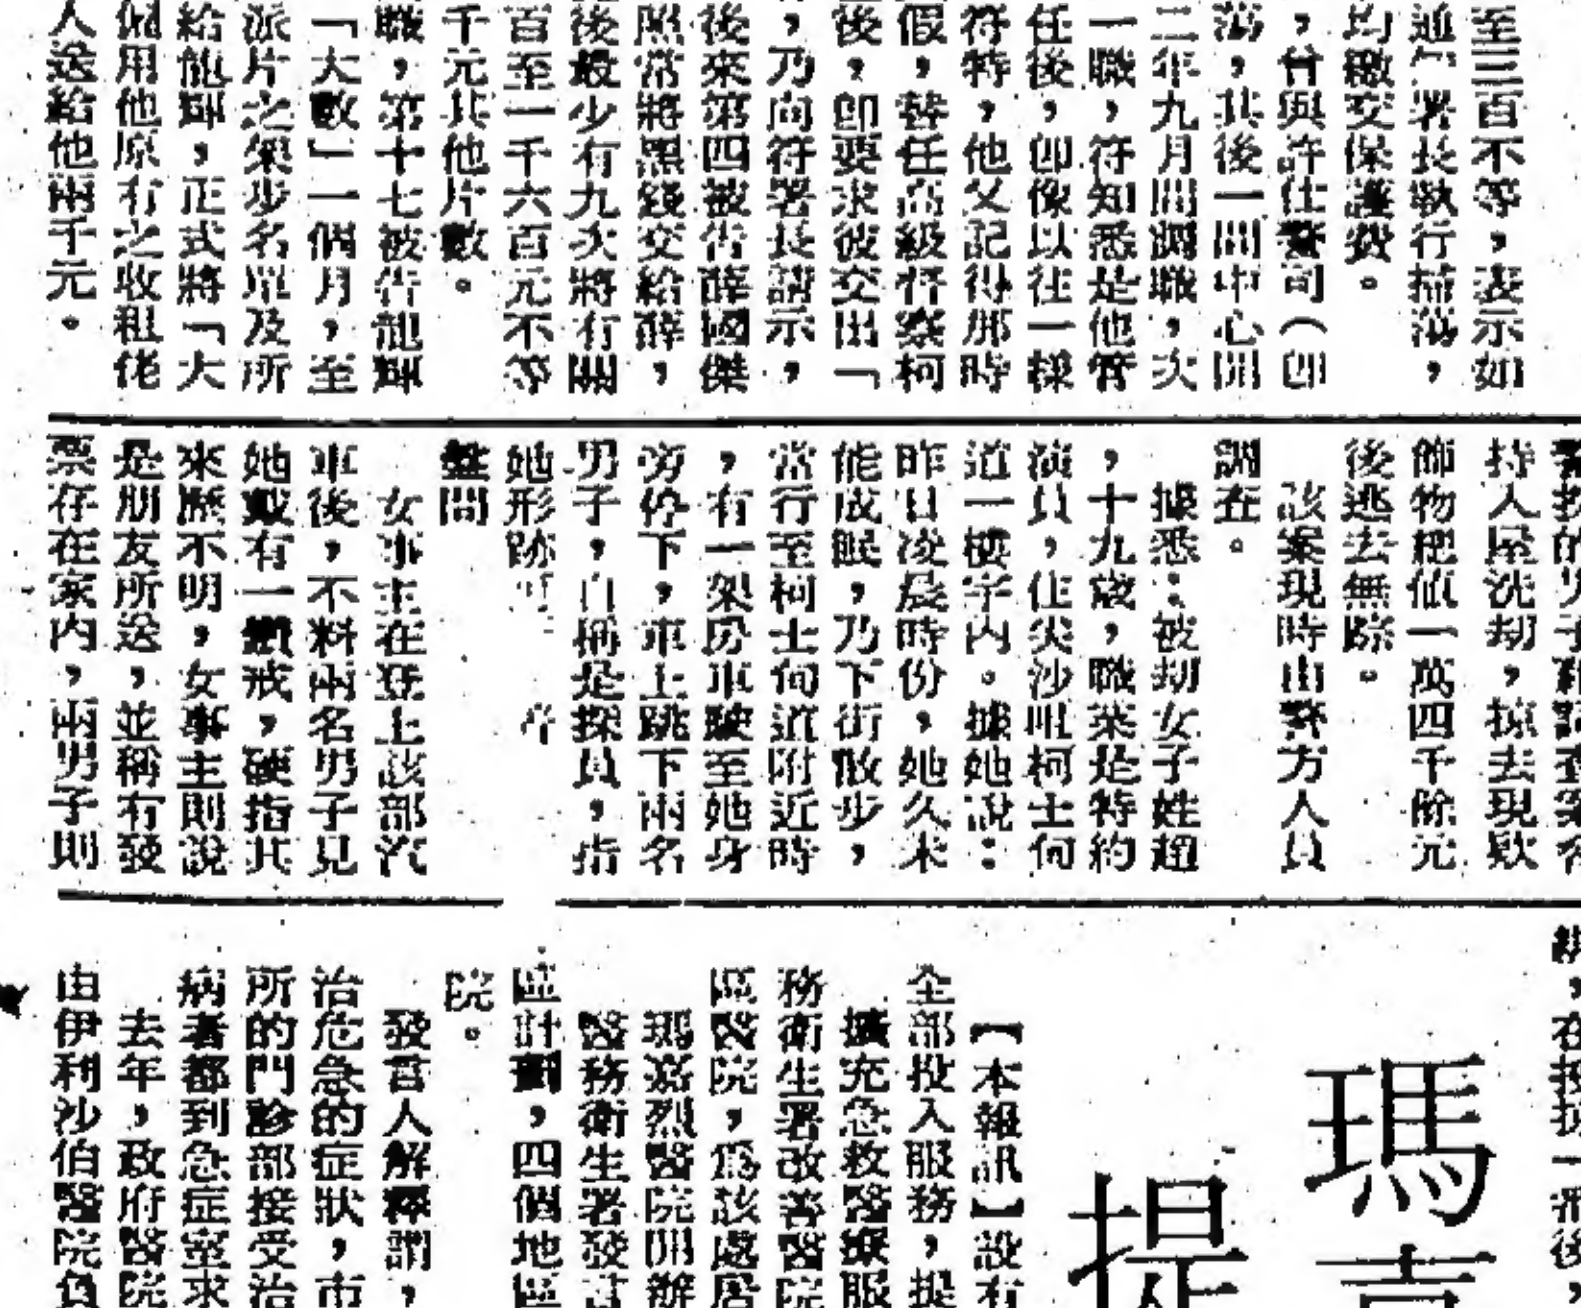 至三百不等，表示如
署長執行掃蕩，
均繳交保護費。
，曾與許仕警司（即
蕩，其後一間中心開
二年九月間調職，次
一職，符知悉是他管
任後，卽像以往一樣
符特，他又記得那時
假，替任高級督察柯
後，卽要求彼交出「
，乃向符署長請示，
後來第四被告薛國傑
照常將黑錢交給薛，
後最少有九次將有關
百至一千六百元不等
千元其他片數。
職，第十七被告龍輝
「大數」一個月，至
派片之架步名單及所
給龍輝，正式將「大
佣用他原有之收租佬
人送給他兩千元。
持人屋洗劫，掠去現欵
飾物粑值一萬四千餘元
後逃去無踪。
該案現時由警方人員
調查。
據悉：被刼女子姓趙
，十九歲，職業是特約
演員，住尖沙咀柯士甸
道一樓宇內。據她說：
昨日凌晨時份，她久未
能成眠，乃下街散步，
常行至柯士甸道附近時
，有一架房車駛至她身
旁停下，車上跳下兩名
男子，自稱是探員，指
她形跡可
盤問
女事主在登上該部汽
車後，不料兩名男子見
她戴有一鑽戒，硬指其
來歷不明，女事主則說
是朋友所送，並稱有發
票存在家內，兩男子則
瑪
提
【本報訊】設有
全部投入服務，提
擴充急救醫療服
務衛生署改善醫院
區醫院，爲該處居
瑪嘉烈醫院開辦
醫務衛生署發言
區計劃，四個地區
院。
發言人解釋謂，
治危急的症狀，市
所的門診部接受治
病者都到急症室求
去年，政府醫院
由伊利沙伯醫院負